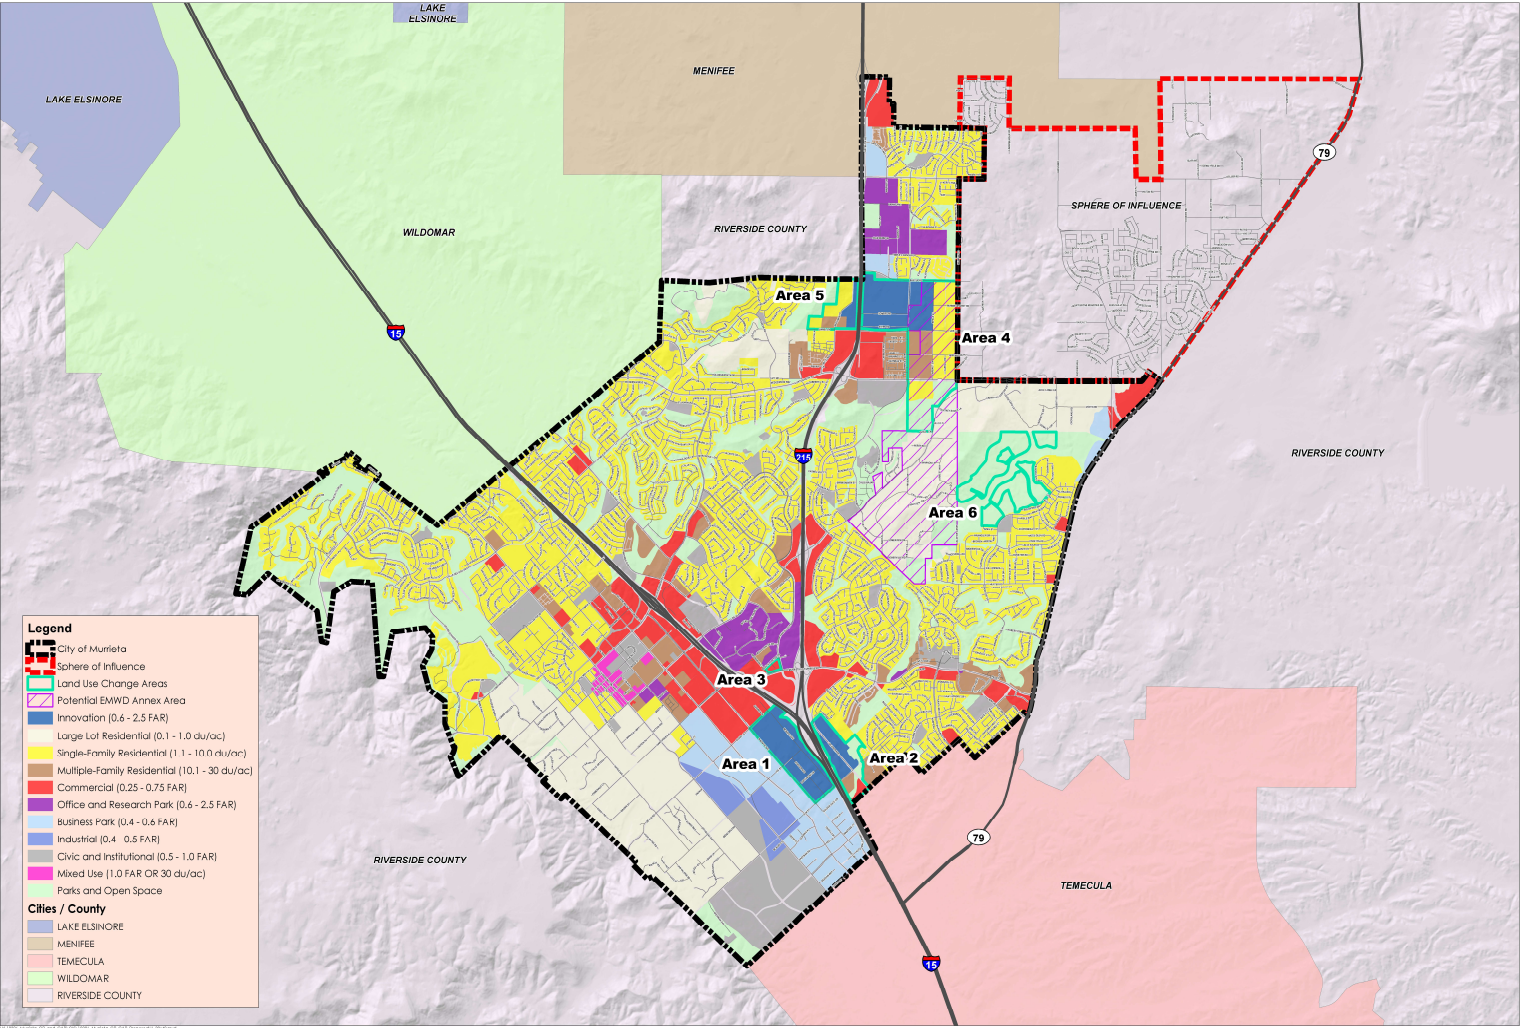 LAKE
ELSINORE
MENIFEE
LAKE ELSINORE
79
SPHERE OF INFLUENCE
RIVERSIDE COUNTY
WILDOMAR
Area 5
15
Area 4
215
RIVERSIDE COUNTY
Area 6
Area 3
Area 2
Area 1
79
RIVERSIDE COUNTY
TEMECULA
15
Legend
City of Murrieta
Sphere of Influence
Land Use Change Areas
Potential EMWD Annex Area
Innovation (0.6 - 2.5 FAR)
Large Lot Residential (0.1 - 1.0 du/ac)
Single-Family Residential (1.1 - 10.0 du/ac)
Multiple-Family Residential (10.1 - 30 du/ac)
Commercial (0.25 - 0.75 FAR)
Office and Research Park (0.6 - 2.5 FAR)
Business Park (0.4 - 0.6 FAR)
Industrial (0.4 - 0.5 FAR)
Civic and Institutional (0.5 - 1.0 FAR)
Mixed Use (1.0 FAR OR 30 du/ac)
Parks and Open Space
Cities / County
LAKE ELSINORE
MENIFEE
TEMECULA
WILDOMAR
RIVERSIDE COUNTY